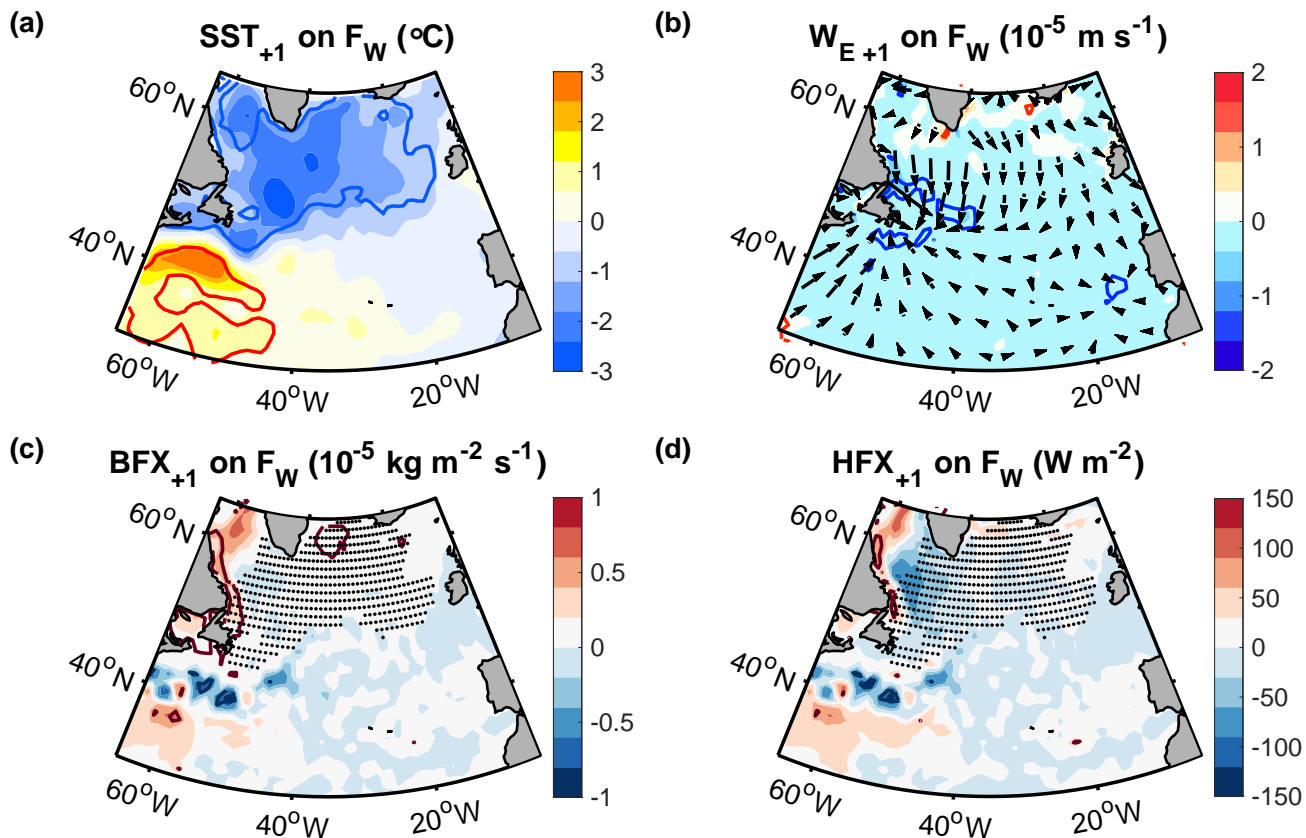 (a)
SST+1 on FW (°C)
60°N
40°N
60°W
40°W
20°W
3
2
1
0
-1
-2
-3
(b)
WE+1 on FW (10-5 m s-1)
60°N
40°N
60°W
40°W
20°W
2
1
0
-1
-2
(c)
BFX+1 on FW (10-5 kg m-2 s-1)
60°N
40°N
60°W
40°W
20°W
1
0.5
0
-0.5
-1
(d)
HFX+1 on FW (W m-2)
60°N
40°N
60°W
40°W
20°W
150
100
50
0
-50
-100
-150